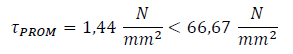 τ_PROM = 1,44 N/mm² < 66,67 N/mm²